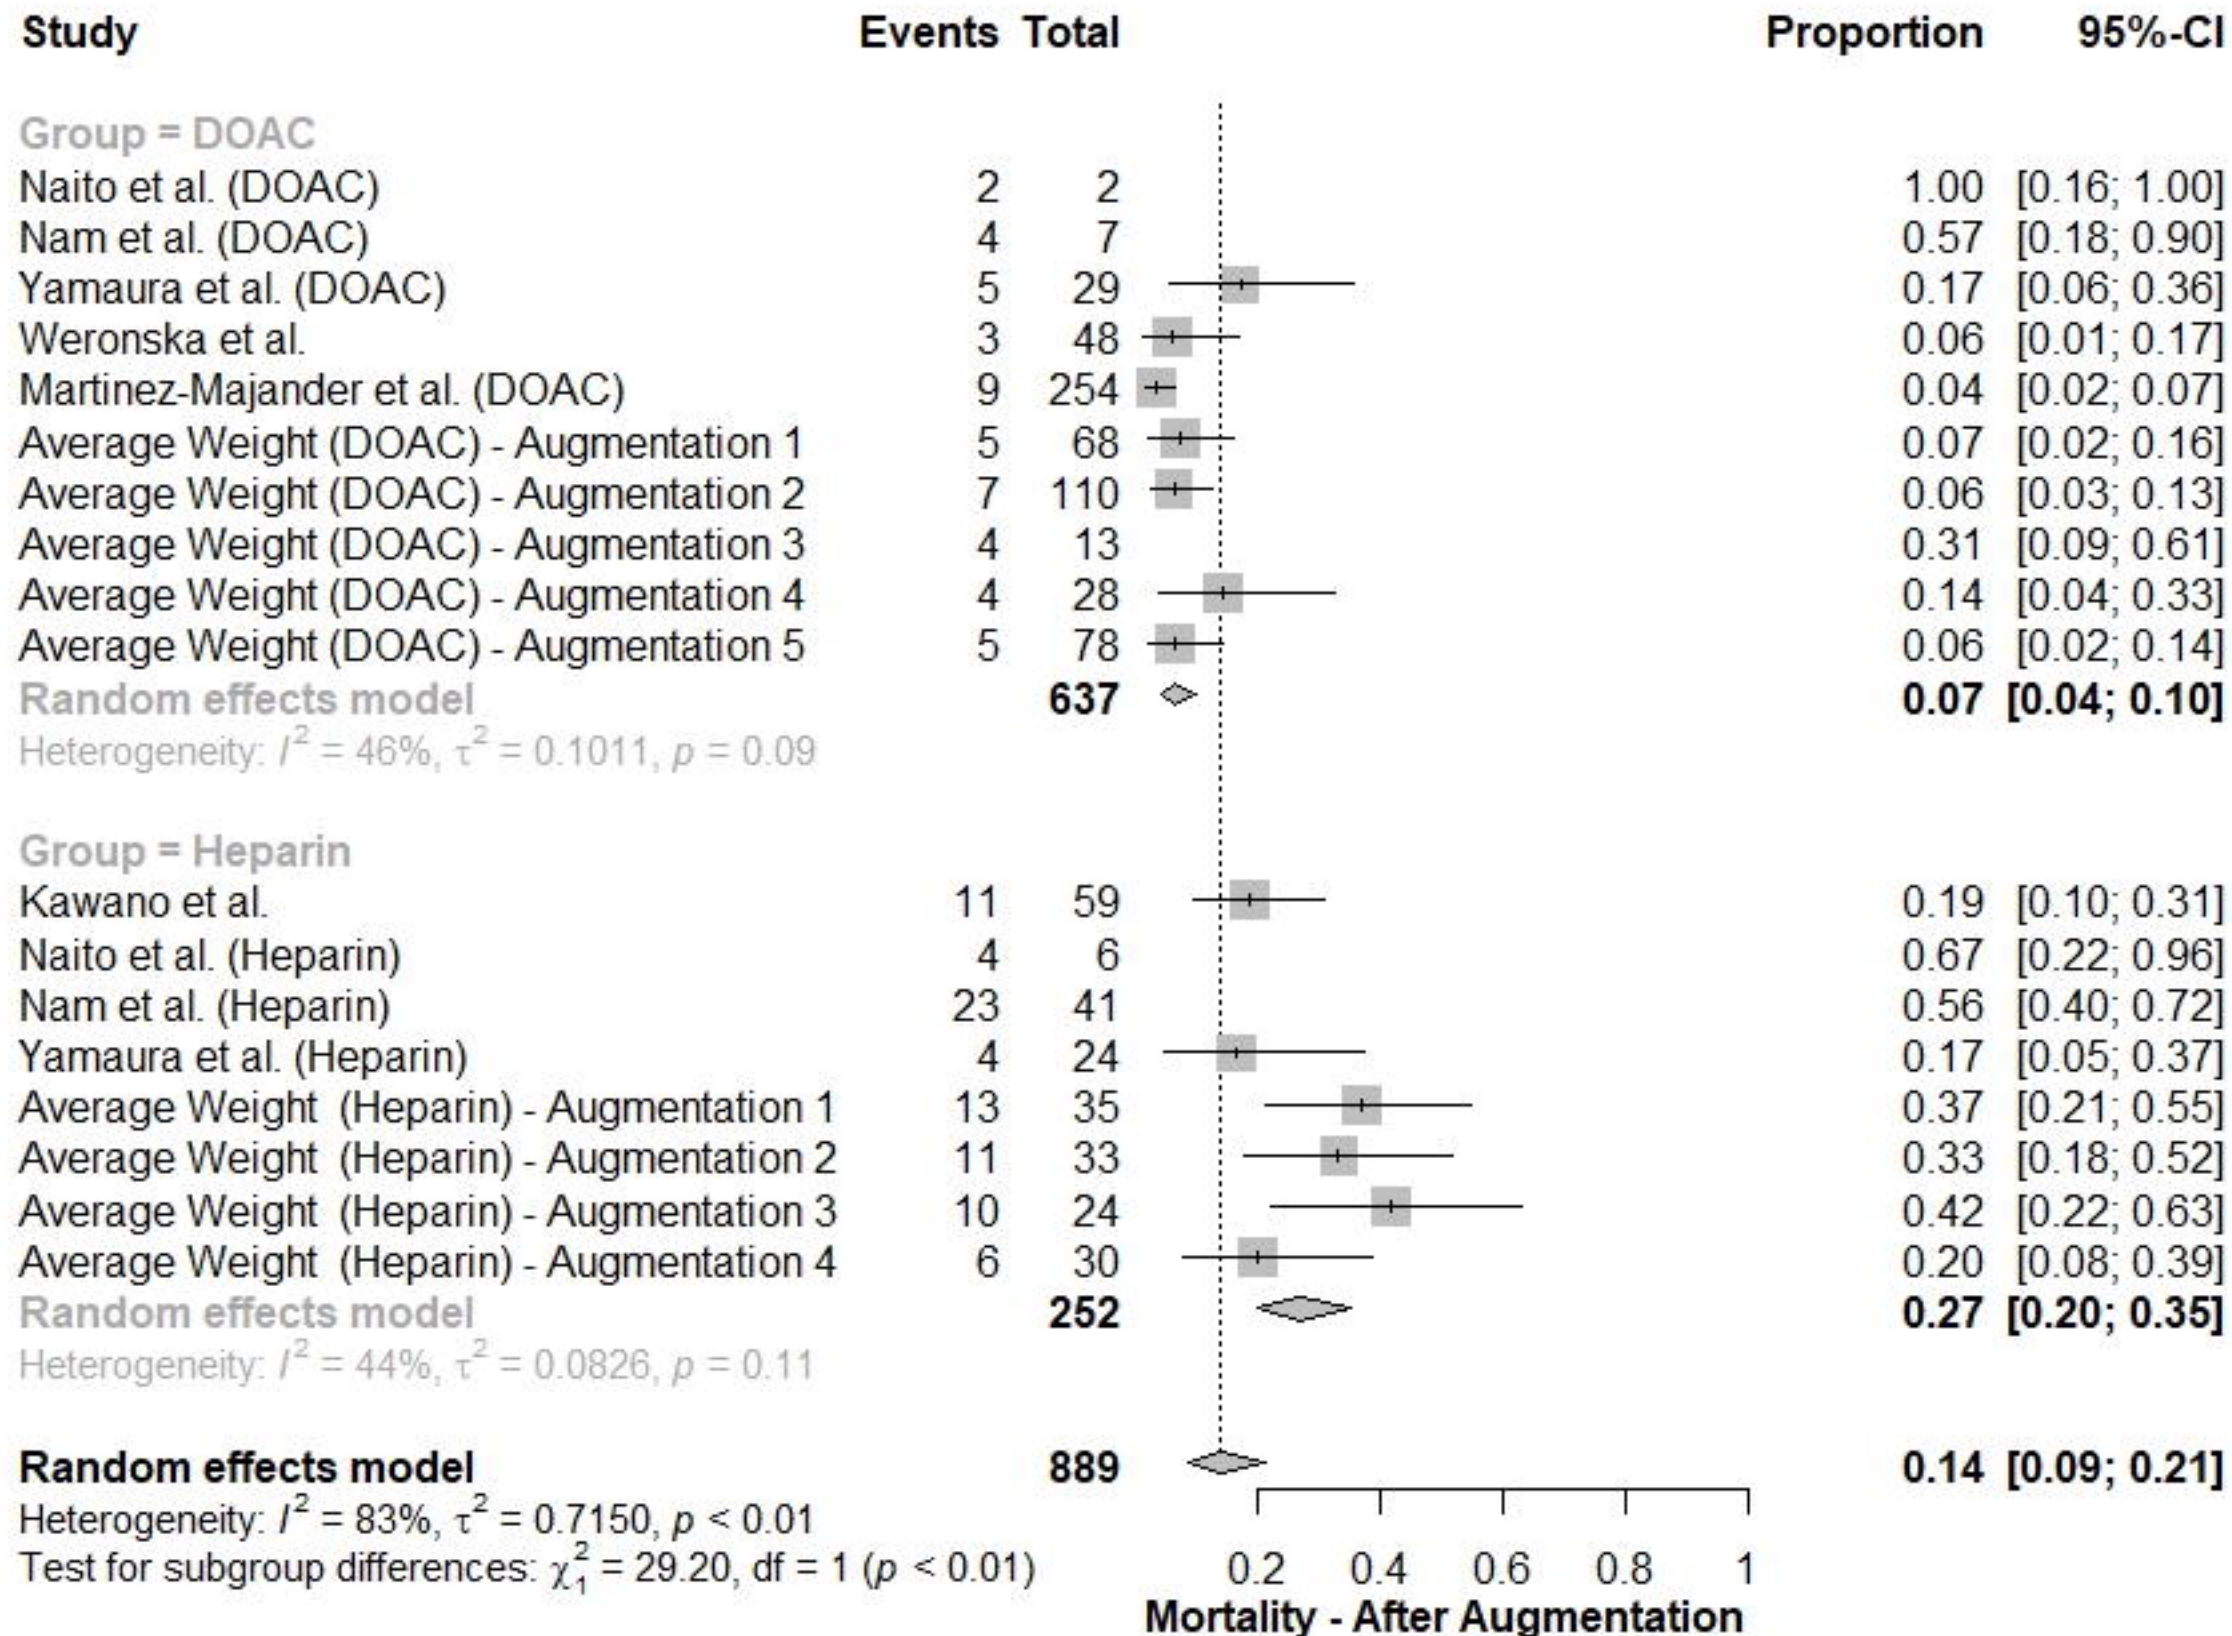 Study Events Total Proportion 95%-CI
Group = DOAC
Naito et al. (DOAC) 2 2 1.00 [0.16; 1.00]
Nam et al. (DOAC) 4 7 0.57 [0.18; 0.90]
Yamaura et al. (DOAC) 5 29 0.17 [0.06; 0.36]
Weronska et al. 3 48 0.06 [0.01; 0.17]
Martinez-Majander et al. (DOAC) 9 254 0.04 [0.02; 0.07]
Average Weight (DOAC) - Augmentation 1 5 68 0.07 [0.02; 0.16]
Average Weight (DOAC) - Augmentation 2 7 110 0.06 [0.03; 0.13]
Average Weight (DOAC) - Augmentation 3 4 13 0.31 [0.09; 0.61]
Average Weight (DOAC) - Augmentation 4 4 28 0.14 [0.04; 0.33]
Average Weight (DOAC) - Augmentation 5 5 78 0.06 [0.02; 0.14]
Random effects model 637 0.07 [0.04; 0.10]
Heterogeneity: I² = 46%, τ² = 0.1011, p = 0.09
Group = Heparin
Kawano et al. 11 59 0.19 [0.10; 0.31]
Naito et al. (Heparin) 4 6 0.67 [0.22; 0.96]
Nam et al. (Heparin) 23 41 0.56 [0.40; 0.72]
Yamaura et al. (Heparin) 4 24 0.17 [0.05; 0.37]
Average Weight (Heparin) - Augmentation 1 13 35 0.37 [0.21; 0.55]
Average Weight (Heparin) - Augmentation 2 11 33 0.33 [0.18; 0.52]
Average Weight (Heparin) - Augmentation 3 10 24 0.42 [0.22; 0.63]
Average Weight (Heparin) - Augmentation 4 6 30 0.20 [0.08; 0.39]
Random effects model 252 0.27 [0.20; 0.35]
Heterogeneity: I² = 44%, τ² = 0.0826, p = 0.11
Random effects model 889 0.14 [0.09; 0.21]
Heterogeneity: I² = 83%, τ² = 0.7150, p < 0.01
Test for subgroup differences: χ²₁ = 29.20, df = 1 (p < 0.01)
0.2 0.4 0.6 0.8 1
Mortality - After Augmentation